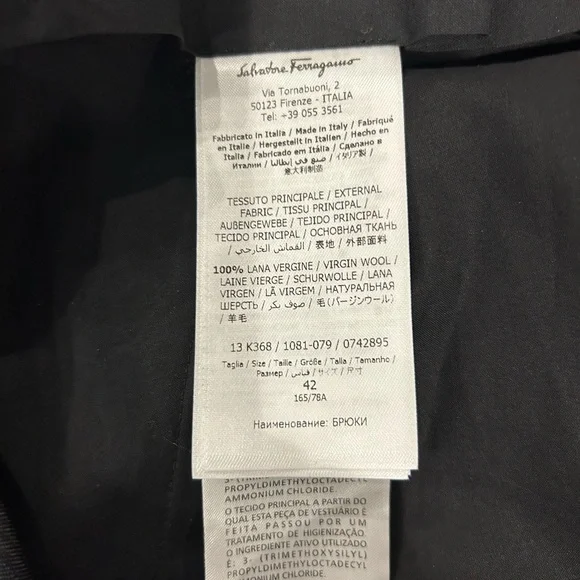 Salvatore Ferragamo
Via Tornabuoni, 2
50123 Firenze - ITALIA
Tel: +39 055 3561
Fabbricato in Italia / Made in Italy / Fabriqué
en Italie / Hergestellt in Italien / Hecho en
Italia / Fabricado em Itália / Сделано в
Италии / صنع في إيطاليا / イタリア製 /
意大利制造
TESSUTO PRINCIPALE / EXTERNAL
FABRIC / TISSU PRINCIPAL /
AUßENGEWEBE / TEJIDO PRINCIPAL /
TECIDO PRINCIPAL / ОСНОВНАЯ ТКАНЬ
/ القماش الخارجي / 表地 / 外部面料
100% LANA VERGINE / VIRGIN WOOL /
LAINE VIERGE / SCHURWOLLE / LANA
VIRGEN / LÃ VIRGEM / НАТУРАЛЬНАЯ
ШЕРСТЬ / صوف بكر / 毛(バージンウール)
/ 羊毛
13 K368 / 1081-079 / 0742895
Taglia / Size / Taille / Größe / Talla / Tamanho /
Размер / قياس / サイズ / 尺寸
42
165/78A
Наименование: БРЮКИ
PROPYLDIMETHYLOCTADECYL
AMMONIUM CHLORIDE.
O TECIDO PRINCIPAL A PARTIR DO
QUAL ESTA PEÇA DE VESTUÁRIO É
FEITA PASSOU POR UM
TRATAMENTO DE HIGIENIZAÇÃO.
O INGREDIENTE ATIVO UTILIZADO
É: 3- (TRIMETHOXYSILYL)
PROPYLDIMETHYLOCTADECYL
AMMONIUM CHLORIDE.